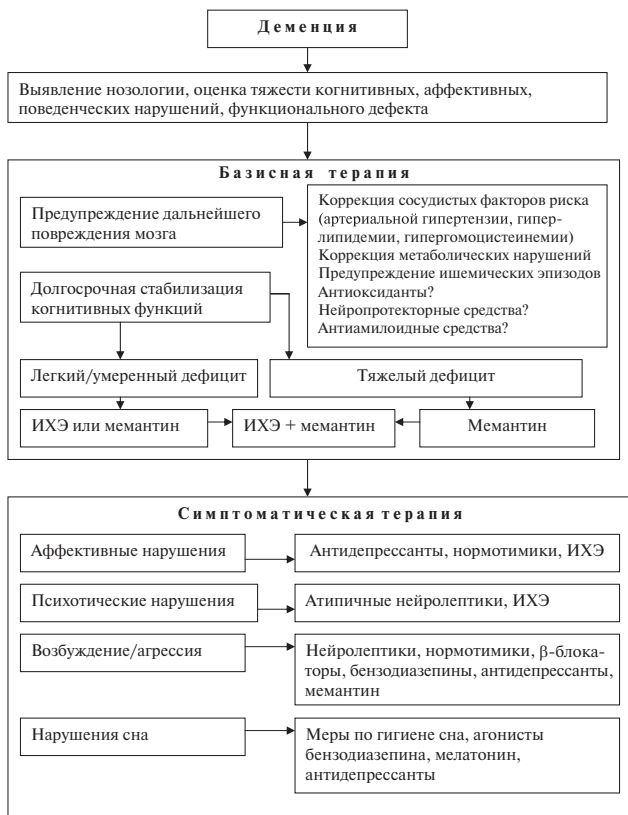 Деменция
Выявление нозологии, оценка тяжести когнитивных, аффективных,
поведенческих нарушений, функционального дефекта
Базисная терапия
Предупреждение дальнейшего
повреждения мозга
Коррекция сосудистых факторов риска
(артериальной гипертензии, гипер-
липидемии, гипергомоцистеинемии)
Коррекция метаболических нарушений
Предупреждение ишемических эпизодов
Антиоксиданты?
Нейропротекторные средства?
Антиамилоидные средства?
Долгосрочная стабилизация
когнитивных функций
Легкий/умеренный дефицит
Тяжелый дефицит
ИХЭ или мемантин
ИХЭ + мемантин
Мемантин
Симптоматическая терапия
Аффективные нарушения
Антидепрессанты, нормотимики, ИХЭ
Психотические нарушения
Атипичные нейролептики, ИХЭ
Возбуждение/агрессия
Нейролептики, нормотимики, β-блока-
торы, бензодиазепины, антидепрессанты,
мемантин
Нарушения сна
Меры по гигиене сна, агонисты
бензодиазепина, мелатонин,
антидепрессанты